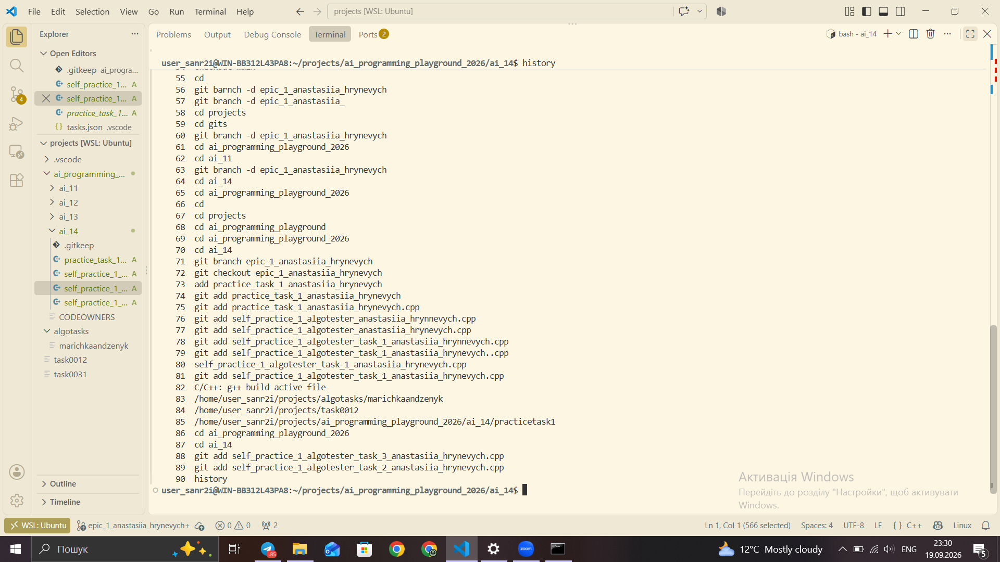 File Edit Selection View Go Run Terminal Help
projects [WSL: Ubuntu]
Explorer
Open Editors
.gitkeep ai_progra...
self_practice_1... A
self_practice_1... A
practice_task_1... A
tasks.json .vscode
projects [WSL: Ubuntu]
.vscode
ai_programming_...
ai_11
ai_12
ai_13
ai_14
.gitkeep
practice_task_1... A
self_practice_1_... A
self_practice_1_... A
self_practice_1_... A
CODEOWNERS
algotasks
marichkaandzenyk
task0012
task0031
Outline
Timeline
4
Problems Output Debug Console Terminal Ports 2
bash - ai_14
user_sanr2i@WIN-BB312L43PA8:~/projects/ai_programming_playground_2026/ai_14$ history
55 cd
56 git barnch -d epic_1_anastasiia_hrynevych
57 git branch -d epic_1_anastasiia_
58 cd projects
59 cd gits
60 git branch -d epic_1_anastasiia_hrynevych
61 cd ai_programming_playground_2026
62 cd ai_11
63 git branch -d epic_1_anastasiia_hrynevych
64 cd ai_14
65 cd ai_programming_playground_2026
66 cd
67 cd projects
68 cd ai_programming_playground
69 cd ai_programming_playground_2026
70 cd ai_14
71 git branch epic_1_anastasiia_hrynevych
72 git checkout epic_1_anastasiia_hrynevych
73 add practice_task_1_anastasiia_hrynevych
74 git add practice_task_1_anastasiia_hrynevych
75 git add practice_task_1_anastasiia_hrynevych.cpp
76 git add self_practice_1_algotester_anastasiia_hrynnevych.cpp
77 git add self_practice_1_algotester_anastasiia_hrynevych.cpp
78 git add self_practice_1_algotester_task_1_anastasiia_hrynnevych.cpp
79 git add self_practice_1_algotester_task_1_anastasiia_hrynevych..cpp
80 self_practice_1_algotester_task_1_anastasiia_hrynevych.cpp
81 git add self_practice_1_algotester_task_1_anastasiia_hrynevych.cpp
82 C/C++: g++ build active file
83 /home/user_sanr2i/projects/algotasks/marichkaandzenyk
84 /home/user_sanr2i/projects/task0012
85 /home/user_sanr2i/projects/ai_programming_playground_2026/ai_14/practicetask1
86 cd ai_programming_playground_2026
87 cd ai_14
88 git add self_practice_1_algotester_task_3_anastasiia_hrynevych.cpp
89 git add self_practice_1_algotester_task_2_anastasiia_hrynevych.cpp
90 history
user_sanr2i@WIN-BB312L43PA8:~/projects/ai_programming_playground_2026/ai_14$
Активація Windows
Перейдіть до розділу "Настройки", щоб активувати
Windows.
WSL: Ubuntu epic_1_anastasiia_hrynevych+ 0 0 2
Ln 1, Col 1 (566 selected) Spaces: 4 UTF-8 LF { } C++ Linux
Пошук
..85
zoom
12°C Mostly cloudy
ENG
23:30
19.09.2026
5